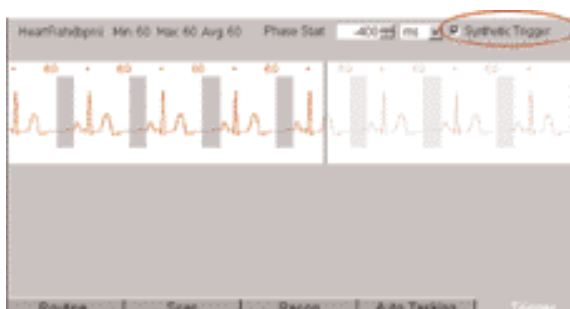 HeartRate(bpm): Min: 60 Max: 60 Avg: 60 Phase Start -400 ms Synthetic Trigger
60 60 60 60 60 60 60
Routine Scan Recon Auto Tasking Trigger